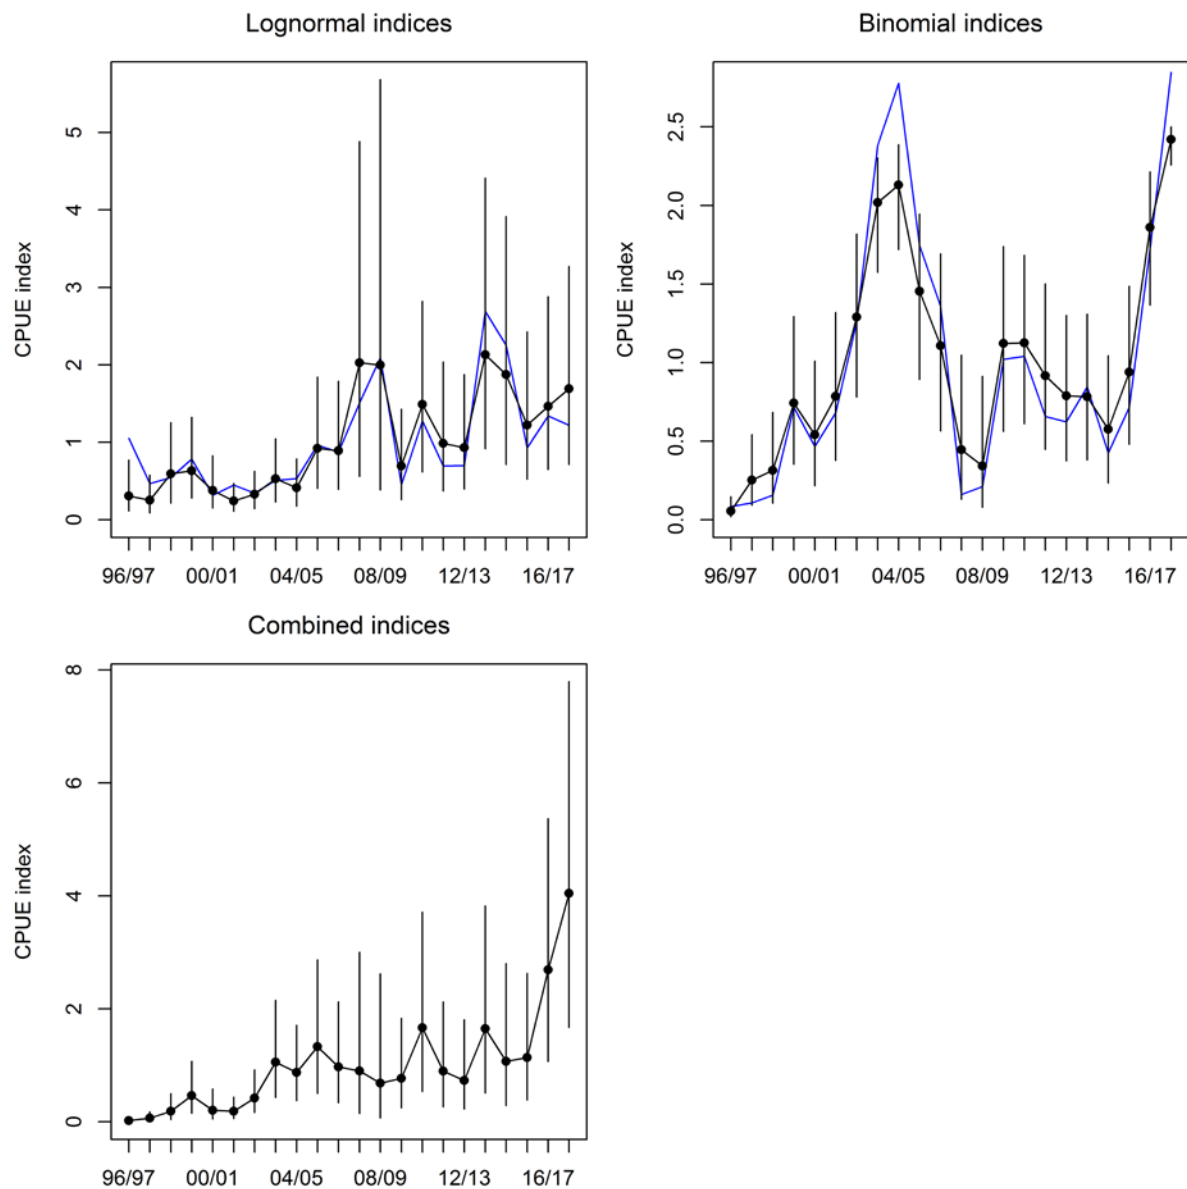 Lognormal indices
CPUE index
5
4
3
2
1
0
96/97 00/01 04/05 08/09 12/13 16/17
Binomial indices
CPUE index
2.5
2.0
1.5
1.0
0.5
0.0
96/97 00/01 04/05 08/09 12/13 16/17
Combined indices
CPUE index
8
6
4
2
0
96/97 00/01 04/05 08/09 12/13 16/17